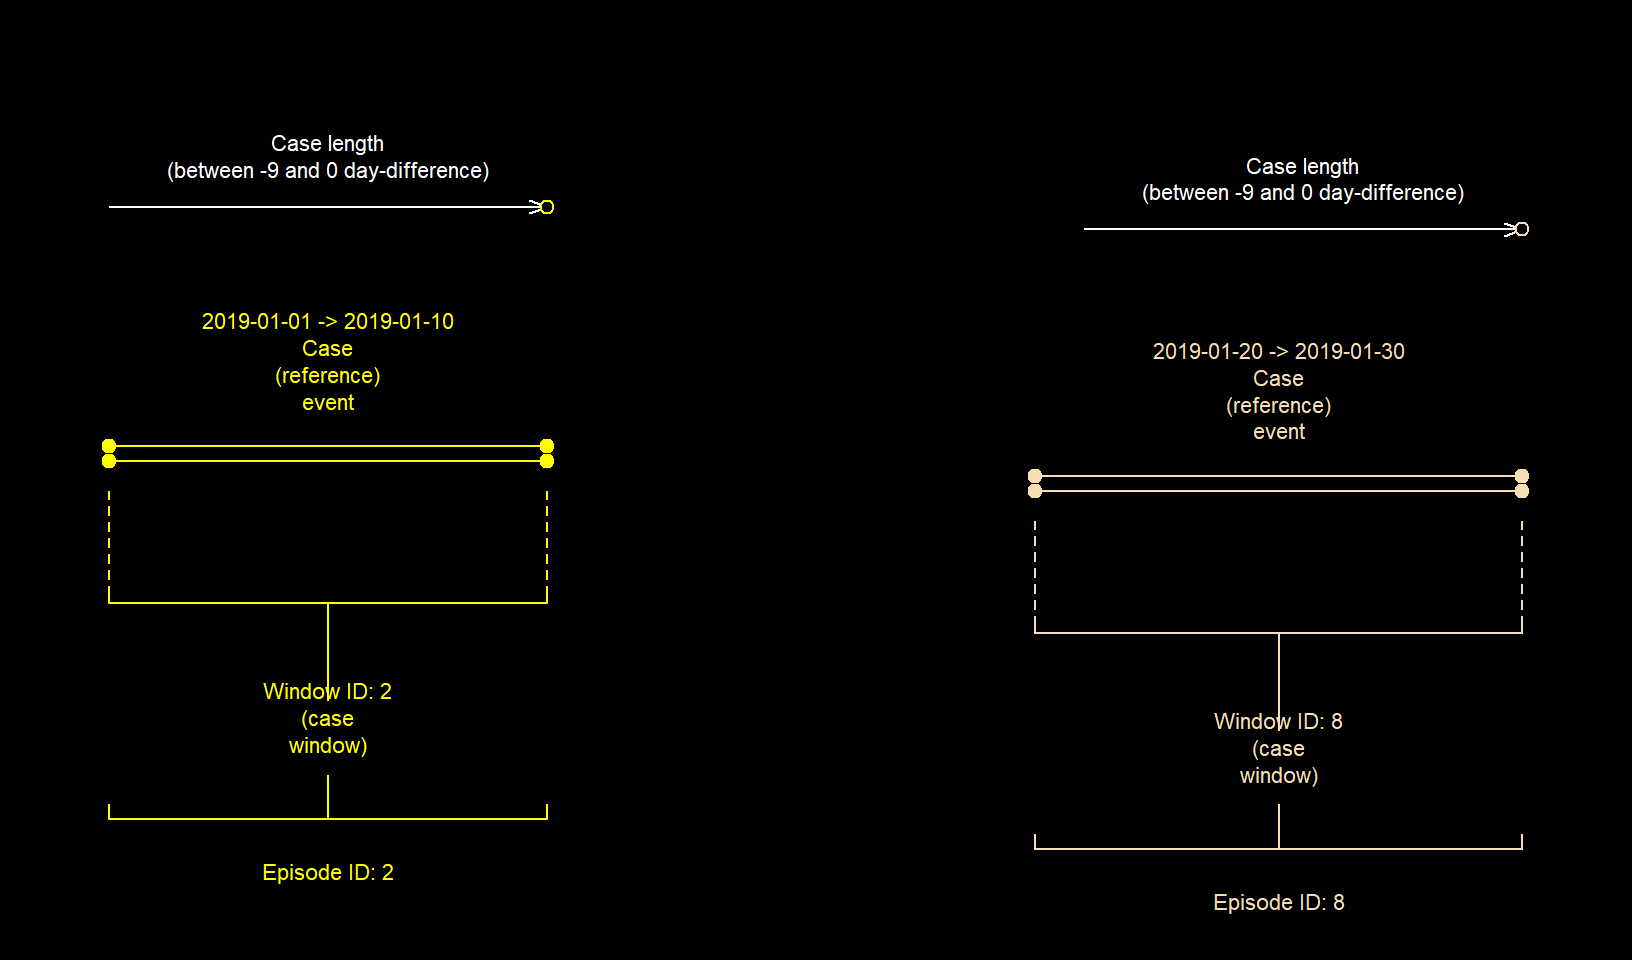 Case length
(between -9 and 0 day-difference)
2019-01-01 -> 2019-01-10
Case
(reference)
event
Window ID: 2
(case
window)
Episode ID: 2
Case length
(between -9 and 0 day-difference)
2019-01-20 -> 2019-01-30
Case
(reference)
event
Window ID: 8
(case
window)
Episode ID: 8